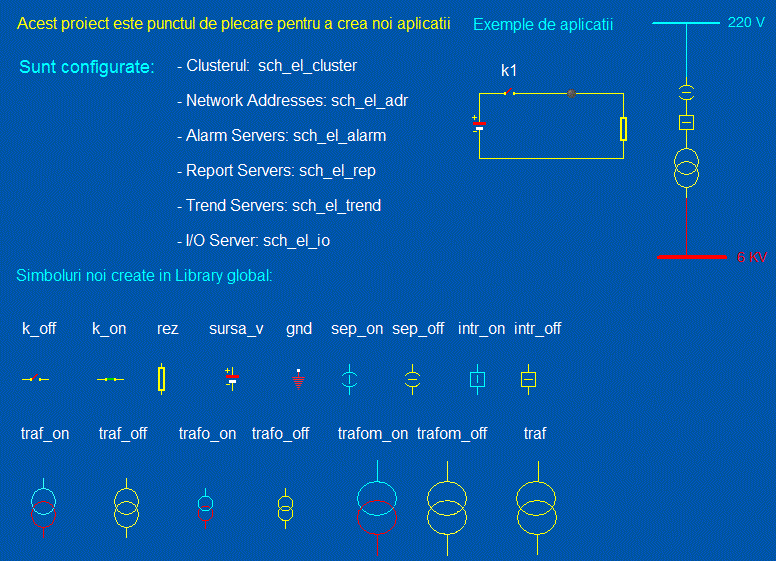 Acest proiect este punctul de plecare pentru a crea noi aplicatii
Exemple de aplicatii
220 V
Sunt configurate:
- Clusterul: sch_el_cluster
- Network Addresses: sch_el_adr
- Alarm Servers: sch_el_alarm
- Report Servers: sch_el_rep
- Trend Servers: sch_el_trend
- I/O Server: sch_el_io
k1
+
-
6 KV
Simboluri noi create in Library global:
k_off k_on rez sursa_v gnd sep_on sep_off intr_on intr_off
+
-
traf_on traf_off trafo_on trafo_off trafom_on trafom_off traf